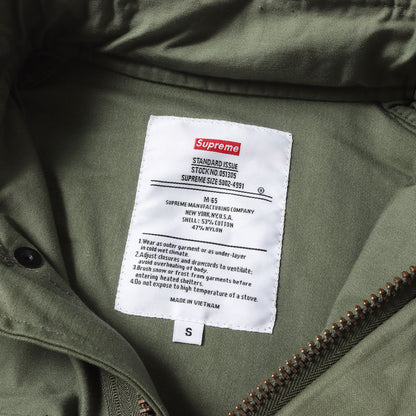 Supreme
STANDARD ISSUE
STOCK NO. 051305
SUPREME SIZE 5002-4991
®
M-65
SUPREME MANUFACTURING COMPANY
NEW YORK, NY, U.S.A.
SHELL : 53% COTTON
47% NYLON
1.Wear as outer garment or as under-layer
in cold wet climate.
2.Adjust closures and drawcords to ventilate:
avoid overheating of body.
3.Brush snow or frost from garments before
entering heated shelters.
4.Do not expose to high temperature of a stove.
MADE IN VIETNAM
S